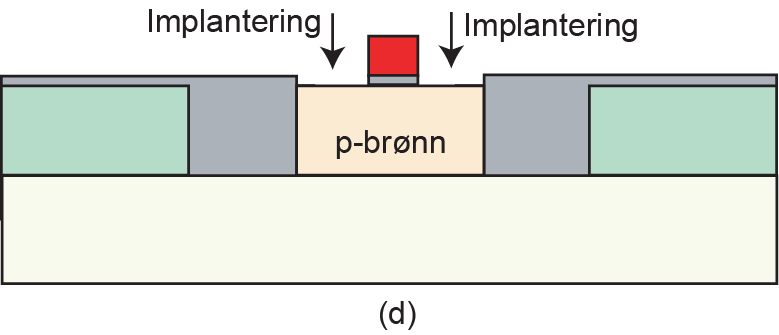 Implantering
Implantering
p-brønn
(d)